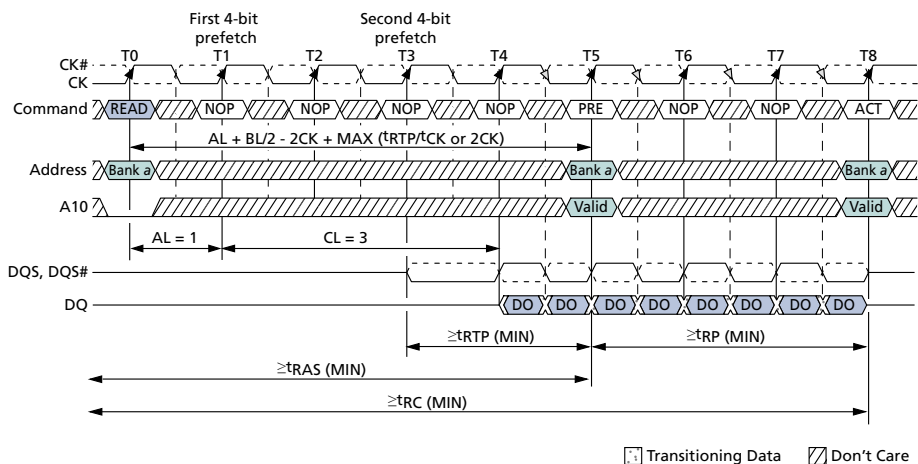 First 4-bit prefetch
Second 4-bit prefetch
T0 T1 T2 T3 T4 T5 T6 T7 T8
CK#
CK
Command READ NOP NOP NOP NOP PRE NOP NOP ACT
AL + BL/2 - 2CK + MAX (tRTP/tCK or 2CK)
Address Bank a Bank a Bank a
A10 Valid Valid
AL = 1 CL = 3
DQS, DQS#
DQ DO DO DO DO DO DO DO DO
≥tRTP (MIN) ≥tRP (MIN)
≥tRAS (MIN)
≥tRC (MIN)
Transitioning Data Don't Care